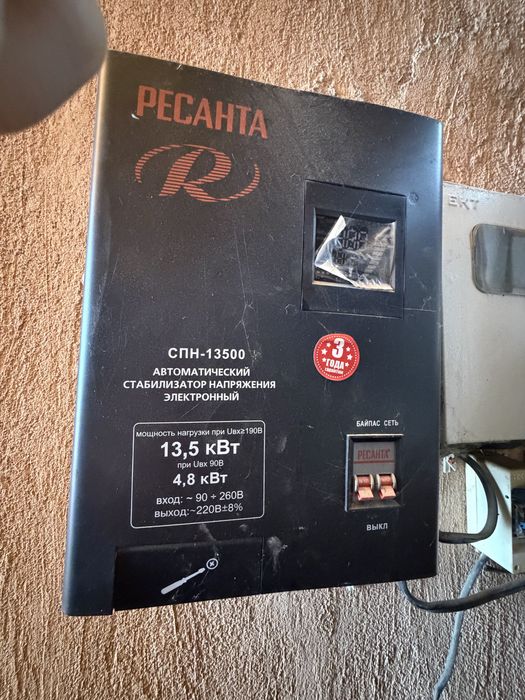 РЕСАНТА
R
СПН-13500
АВТОМАТИЧЕСКИЙ
СТАБИЛИЗАТОР НАПРЯЖЕНИЯ
ЭЛЕКТРОННЫЙ
3
ГОДА
ГАРАНТИИ
мощность нагрузки при Uвх≥190В
13,5 кВт
при Uвх 90В
4,8 кВт
вход: ~ 90 ÷ 260В
выход:~220В±8%
БАЙПАС СЕТЬ
РЕСАНТА
ВЫКЛ